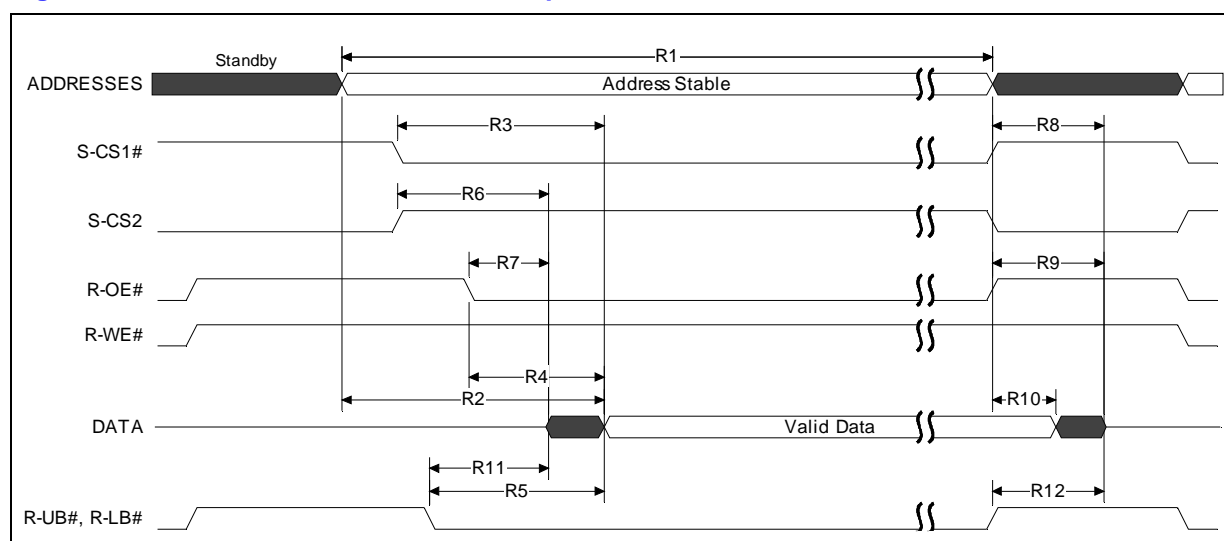 Standby
R1
ADDRESSES
Address Stable
R3
R8
S-CS1#
R6
S-CS2
R7
R9
R-OE#
R-WE#
R4
R2
R10
DATA
Valid Data
R11
R5
R12
R-UB#, R-LB#